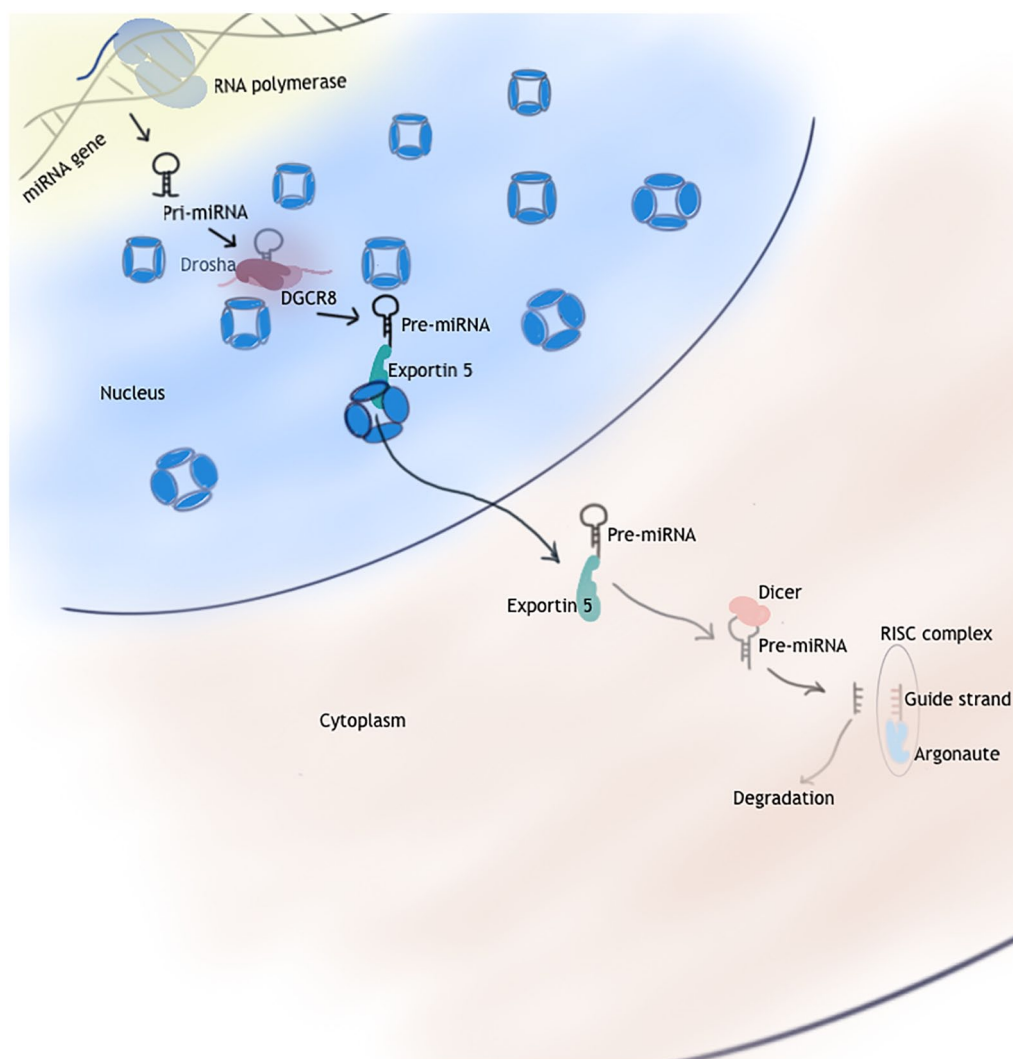 RNA polymerase
miRNA gene
Pri-miRNA
Drosha
DGCR8
Pre-miRNA
Exportin 5
Nucleus
Pre-miRNA
Exportin 5
Dicer
Pre-miRNA
RISC complex
Guide strand
Argonaute
Cytoplasm
Degradation